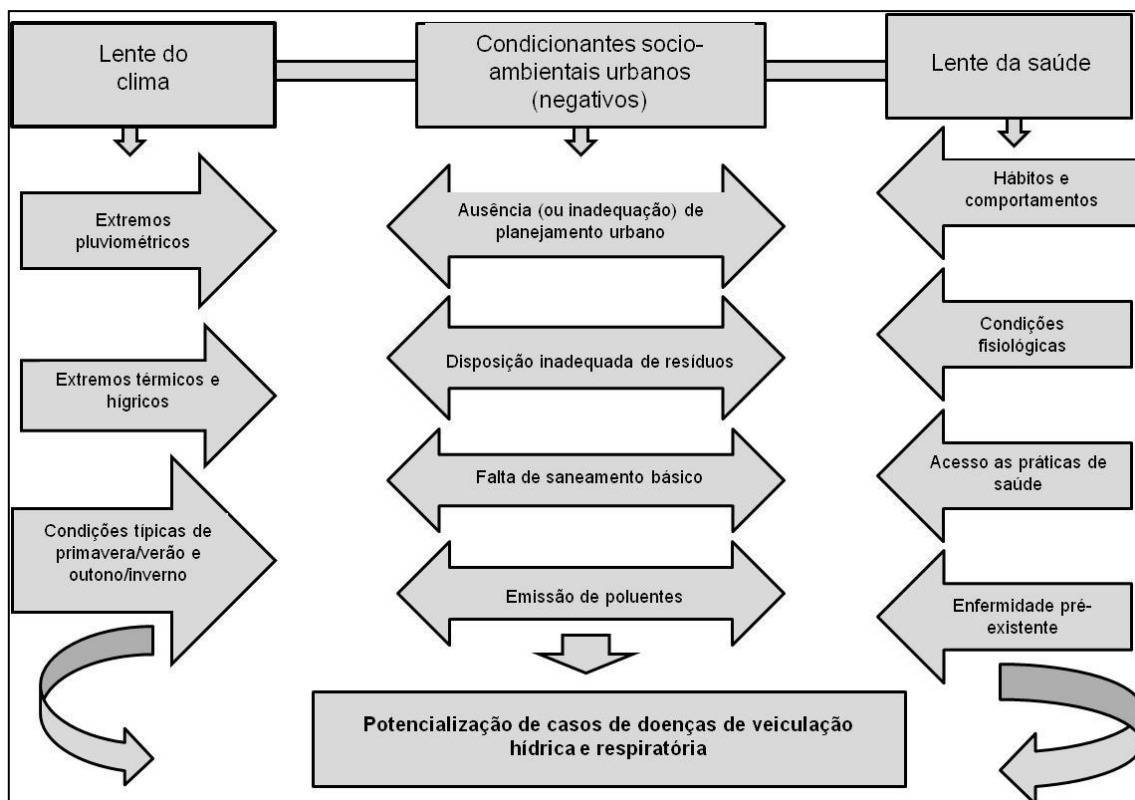 Lente do
clima
Condicionantes socio-
ambientais urbanos
(negativos)
Lente da saúde
Extremos
pluviométricos
Extremos térmicos e
hígricos
Condições típicas de
primavera/verão e
outono/inverno
Ausência (ou inadequação) de
planejamento urbano
Disposição inadequada de resíduos
Falta de saneamento básico
Emissão de poluentes
Hábitos e
comportamentos
Condições
fisiológicas
Acesso as práticas de
saúde
Enfermidade pré-
existente
Potencialização de casos de doenças de veiculação
hídrica e respiratória